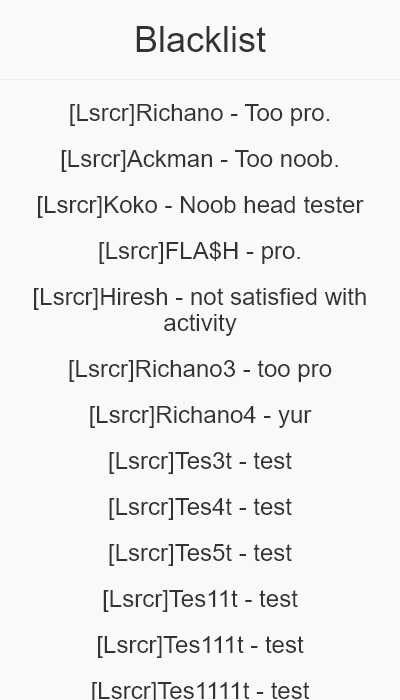 Blacklist
[Lsrcr]Richano - Too pro.
[Lsrcr]Ackman - Too noob.
[Lsrcr]Koko - Noob head tester
[Lsrcr]FLA$H - pro.
[Lsrcr]Hiresh - not satisfied with
activity
[Lsrcr]Richano3 - too pro
[Lsrcr]Richano4 - yur
[Lsrcr]Tes3t - test
[Lsrcr]Tes4t - test
[Lsrcr]Tes5t - test
[Lsrcr]Tes11t - test
[Lsrcr]Tes111t - test
[Lsrcr]Tes1111t - test